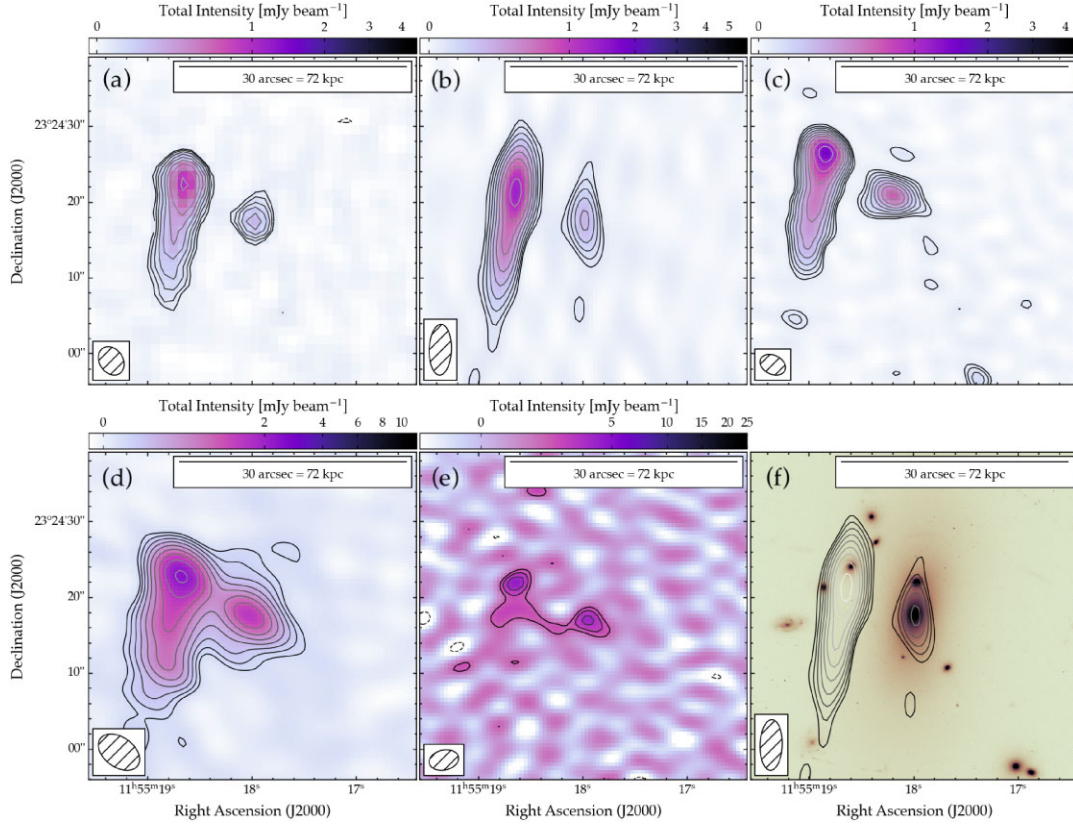 Total Intensity [mJy beam⁻¹] Total Intensity [mJy beam⁻¹] Total Intensity [mJy beam⁻¹]
0 1 2 3 4 0 1 2 3 4 5 0 1 2 3 4
(a) 30 arcsec = 72 kpc (b) 30 arcsec = 72 kpc (c) 30 arcsec = 72 kpc
23°24'30"
20"
10"
00"
Declination (J2000)
Total Intensity [mJy beam⁻¹] Total Intensity [mJy beam⁻¹]
0 2 4 6 8 10 0 5 10 15 20 25
(d) 30 arcsec = 72 kpc (e) 30 arcsec = 72 kpc (f) 30 arcsec = 72 kpc
23°24'30"
20"
10"
00"
Declination (J2000)
11ʰ55ᵐ19ˢ 18ˢ 17ˢ 11ʰ55ᵐ19ˢ 18ˢ 17ˢ 11ʰ55ᵐ19ˢ 18ˢ 17ˢ
Right Ascension (J2000) Right Ascension (J2000) Right Ascension (J2000)